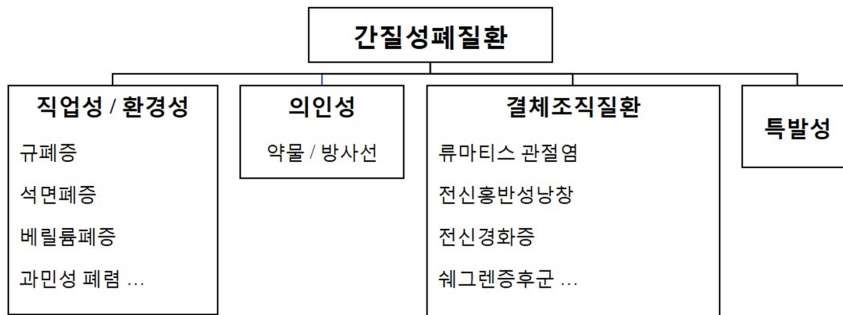 간질성폐질환
직업성 / 환경성
규폐증
석면폐증
베릴륨폐증
과민성 폐렴 …
의인성
약물 / 방사선
결체조직질환
류마티스 관절염
전신홍반성낭창
전신경화증
쉐그렌증후군 …
특발성